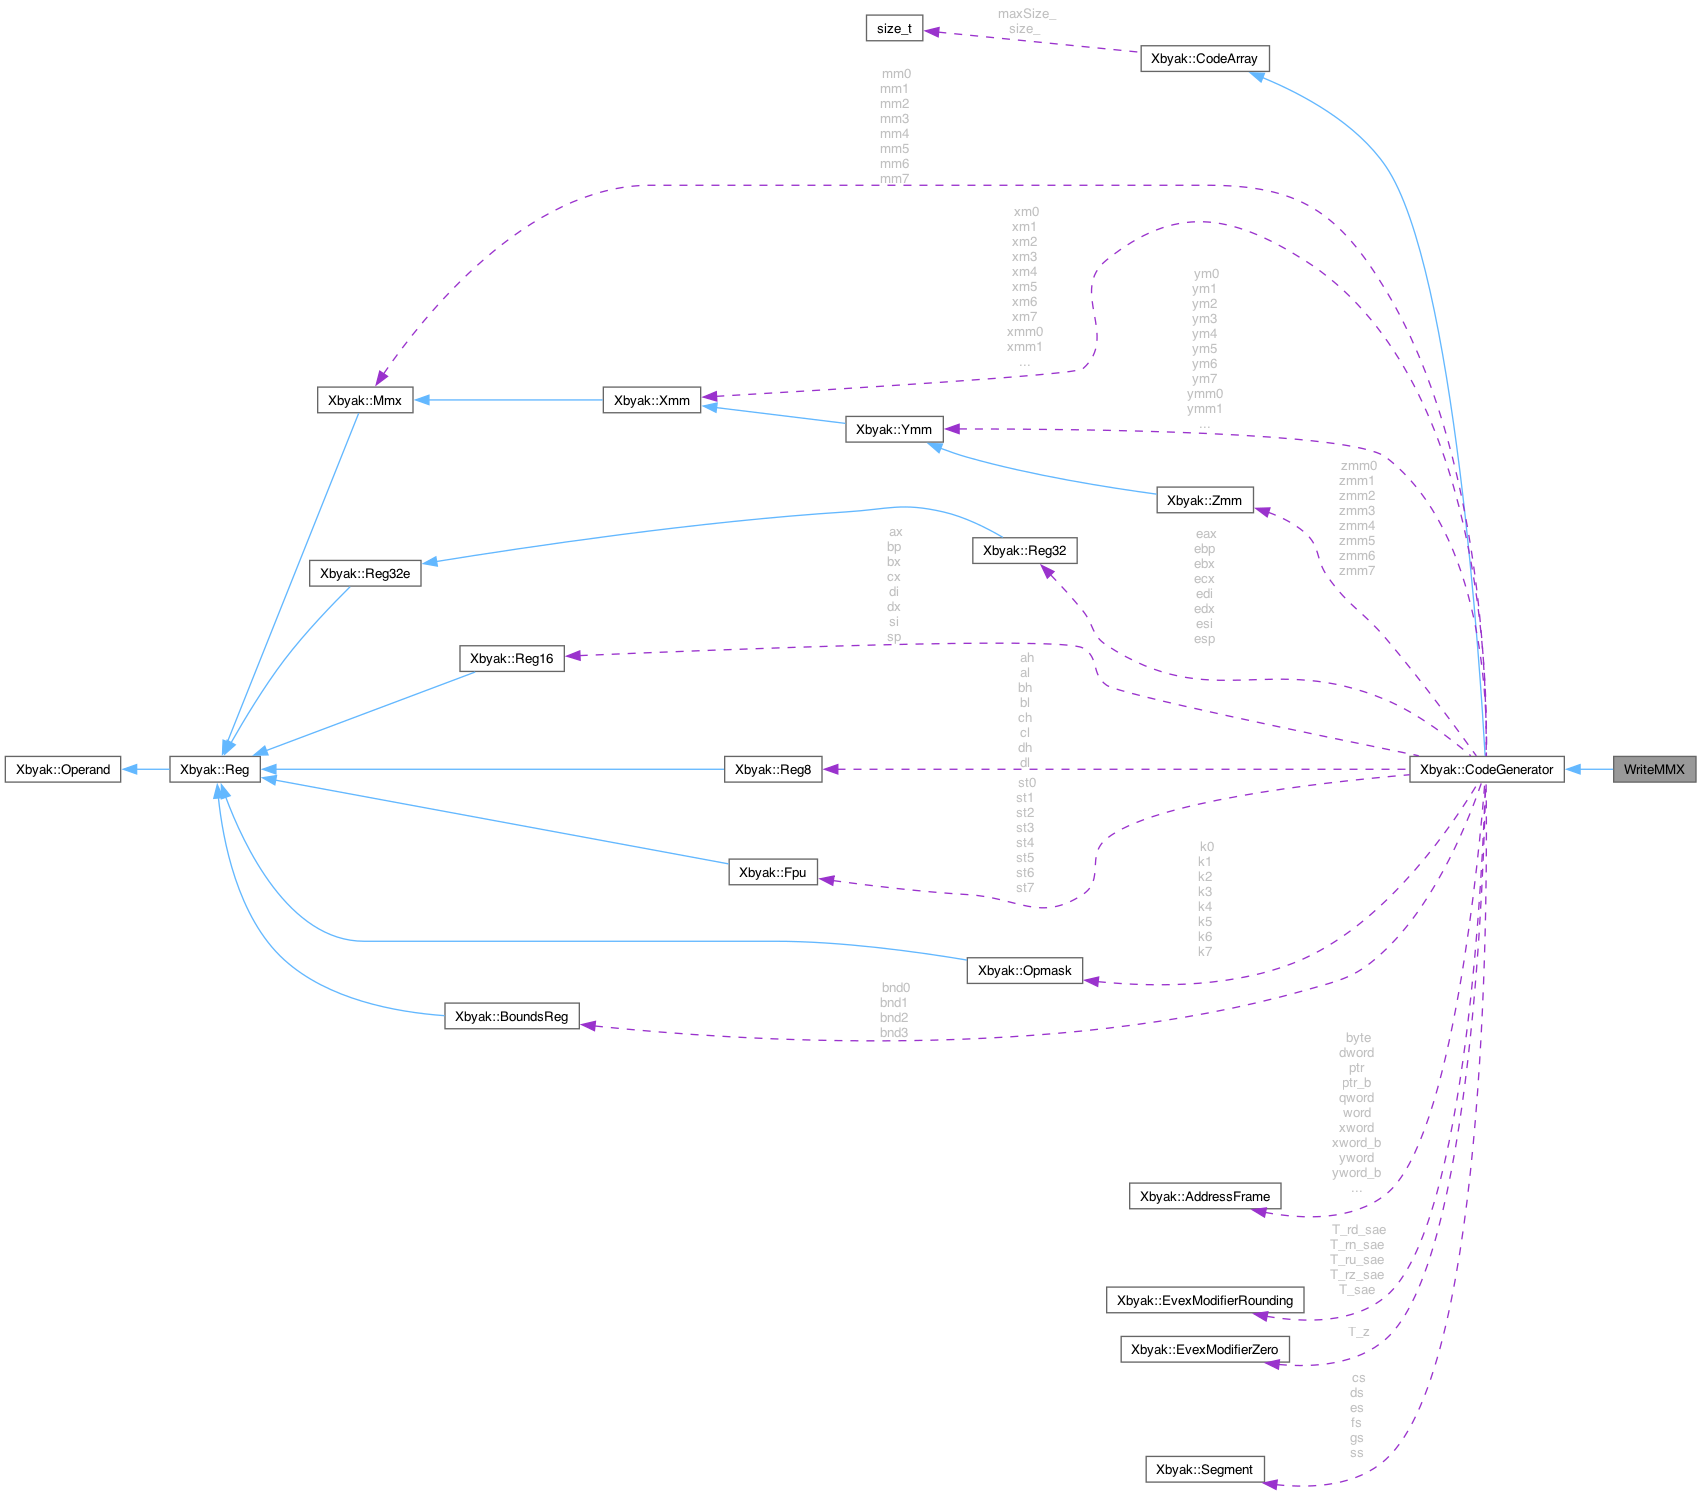 maxSize_
size_
size_t
Xbyak::CodeArray
mm0
mm1
mm2
mm3
mm4
mm5
mm6
mm7
xm0
xm1
xm2
xm3
xm4
xm5
xm6
xm7
xmm0
xmm1
...
ym0
ym1
ym2
ym3
ym4
ym5
ym6
ym7
ymm0
ymm1
...
Xbyak::Mmx
Xbyak::Xmm
Xbyak::Ymm
zmm0
zmm1
zmm2
zmm3
zmm4
zmm5
zmm6
zmm7
Xbyak::Zmm
ax
bp
bx
cx
di
dx
si
sp
eax
ebp
ebx
ecx
edi
edx
esi
esp
Xbyak::Reg32
Xbyak::Reg32e
Xbyak::Reg16
ah
al
bh
bl
ch
cl
dh
dl
Xbyak::Operand
Xbyak::Reg
Xbyak::Reg8
Xbyak::CodeGenerator
WriteMMX
st0
st1
st2
st3
st4
st5
st6
st7
Xbyak::Fpu
k0
k1
k2
k3
k4
k5
k6
k7
Xbyak::Opmask
bnd0
bnd1
bnd2
bnd3
Xbyak::BoundsReg
byte
dword
ptr
ptr_b
qword
word
xword
xword_b
yword
yword_b
...
Xbyak::AddressFrame
T_rd_sae
T_rn_sae
T_ru_sae
T_rz_sae
T_sae
Xbyak::EvexModifierRounding
T_z
Xbyak::EvexModifierZero
cs
ds
es
fs
gs
ss
Xbyak::Segment